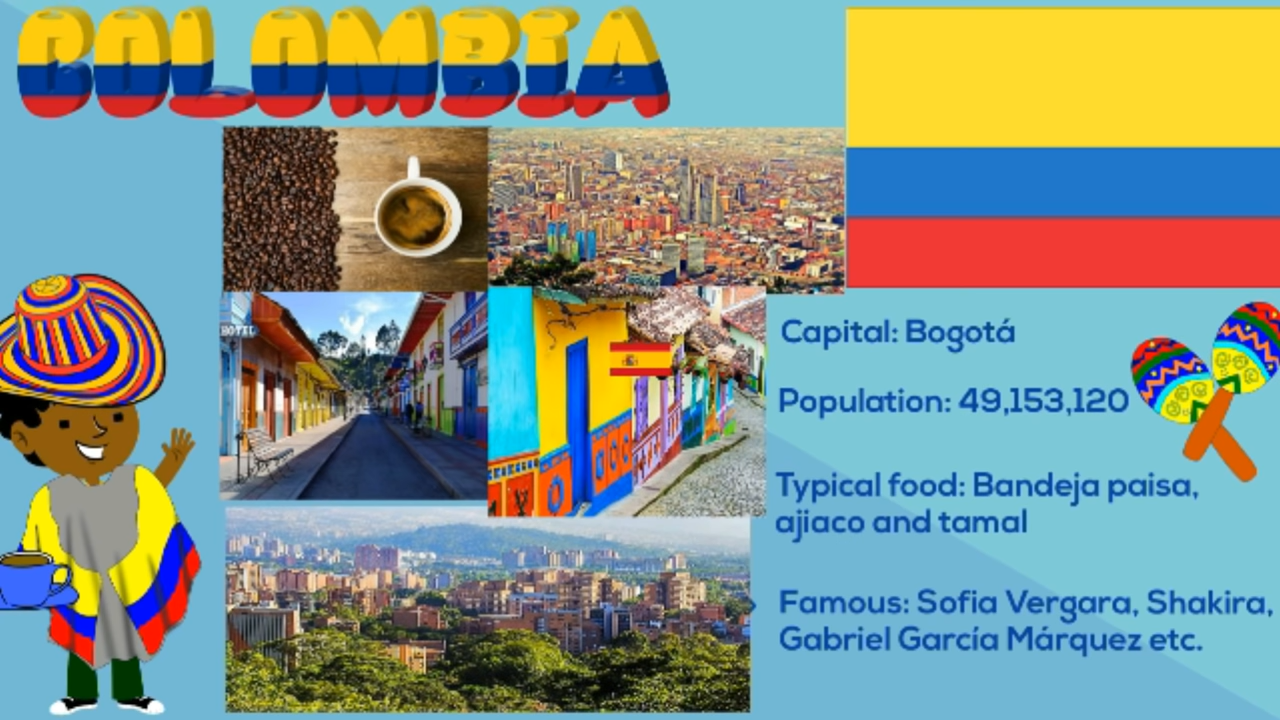 COLOMBIA
HOTEL
Capital: Bogotá
Population: 49,153,120
Typical food: Bandeja paisa,
ajiaco and tamal
Famous: Sofia Vergara, Shakira,
Gabriel García Márquez etc.